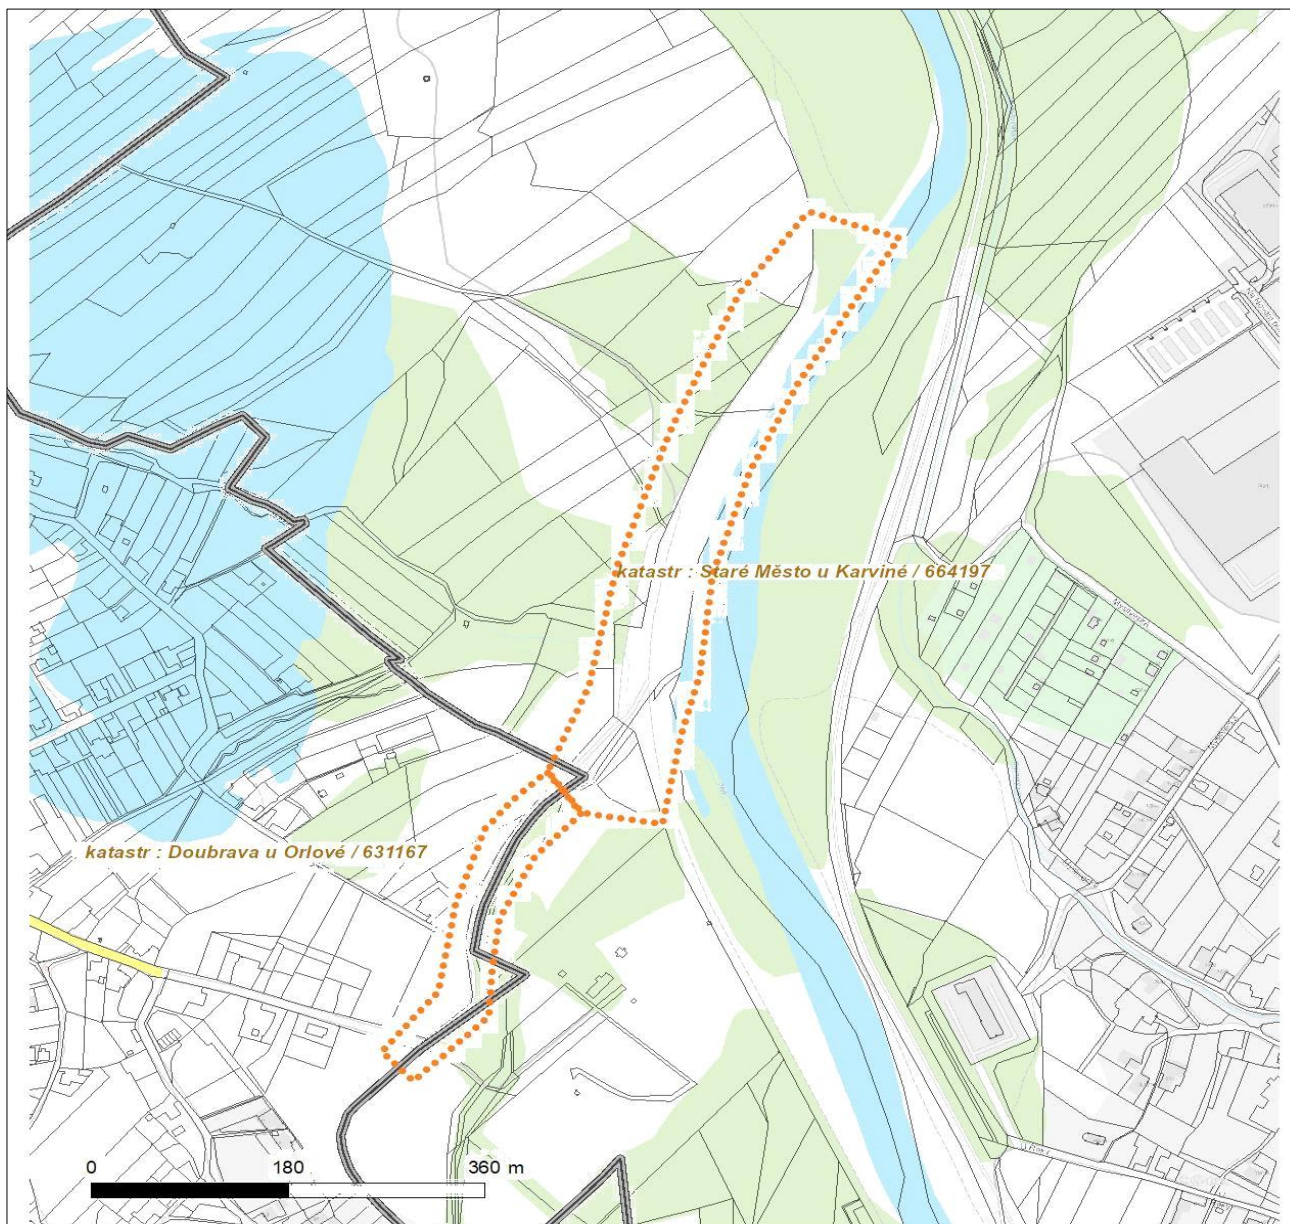 katastr : Staré Město u Karviné / 664197
katastr : Doubrava u Orlové / 631167
0 180 360 m